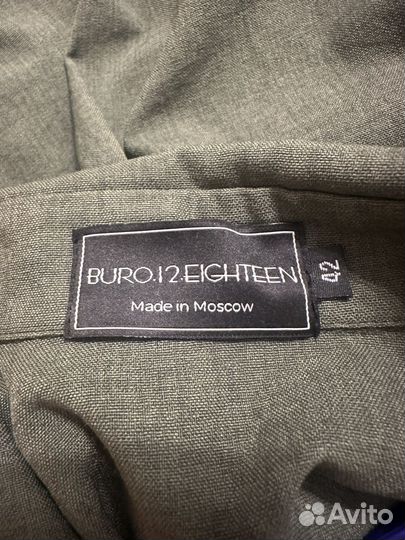 BURO.12.EIGHTEEN
Made in Moscow
42
Avito